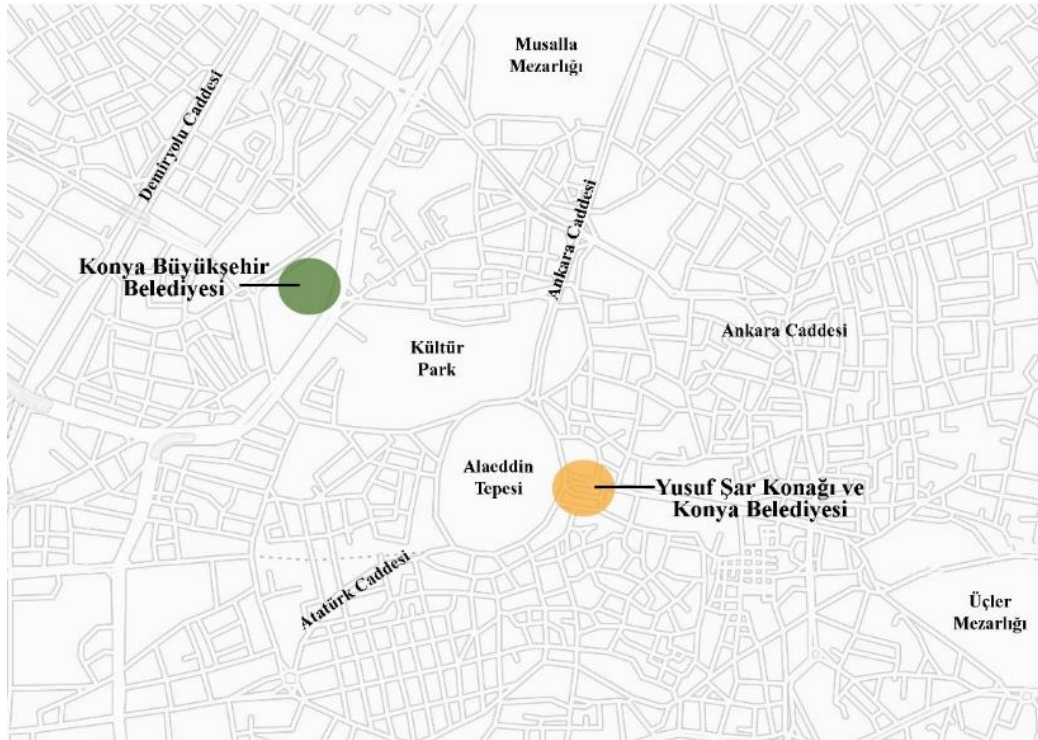 Musalla
Mezarlığı
Demiryolu Caddesi
Ankara Caddesi
Konya Büyükşehir
Belediyesi
Ankara Caddesi
Kültür
Park
Alaeddin
Tepesi
Yusuf Şar Konağı ve
Konya Belediyesi
Atatürk Caddesi
Üçler
Mezarlığı